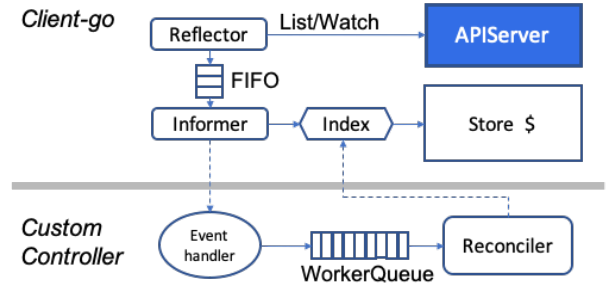 Client-go
Reflector
List/Watch
APIServer
FIFO
Informer
Index
Store $
Custom
Controller
Event
handler
WorkerQueue
Reconciler